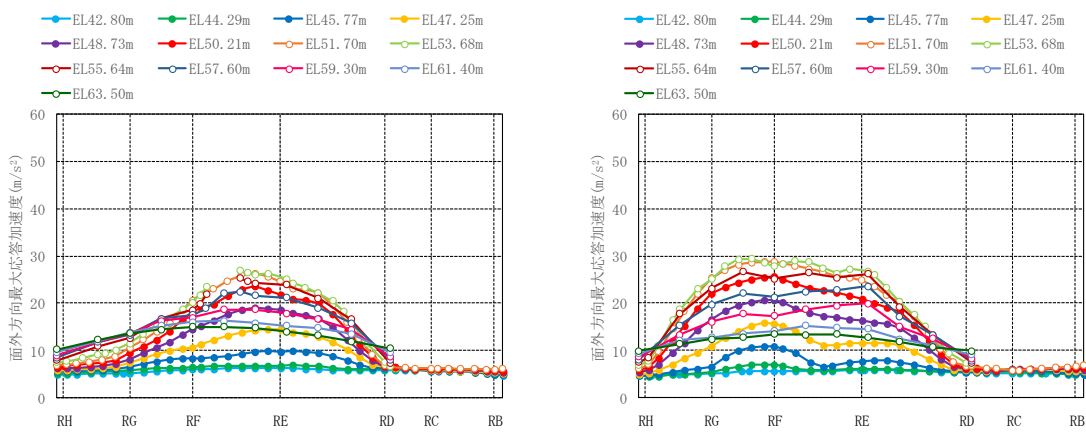 EL42.80m EL44.29m EL45.77m EL47.25m
EL48.73m EL50.21m EL51.70m EL53.68m
EL55.64m EL57.60m EL59.30m EL61.40m
EL63.50m
面外方向最大応答加速度(m/s²)
60
50
40
30
20
10
0
RH RG RF RE RD RC RB
EL42.80m EL44.29m EL45.77m EL47.25m
EL48.73m EL50.21m EL51.70m EL53.68m
EL55.64m EL57.60m EL59.30m EL61.40m
EL63.50m
面外方向最大応答加速度(m/s²)
60
50
40
30
20
10
0
RH RG RF RE RD RC RB